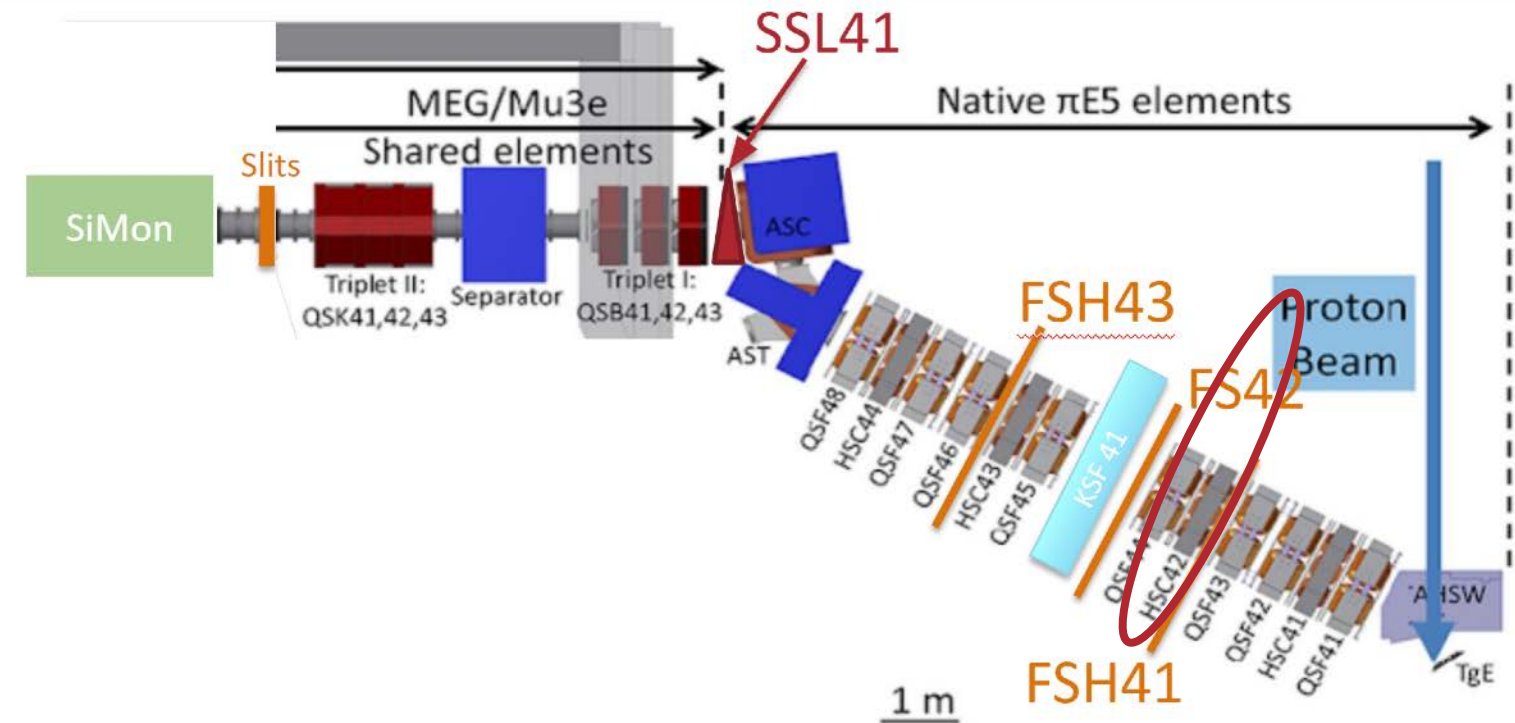 SSL41
MEG/Mu3e
Native πE5 elements
Shared elements
Slits
SiMon
ASC
Triplet II:
QSK41,42,43
Separator
Triplet I:
QSB41,42,43
AST
FSH43
Proton
Beam
FS42
QSF48
HSC44
QSF47
QSF46
HSC43
QSF45
KSF41
QSF44
HSC42
QSF43
QSF42
HSC41
QSF41
AHSW
TgE
FSH41
1 m